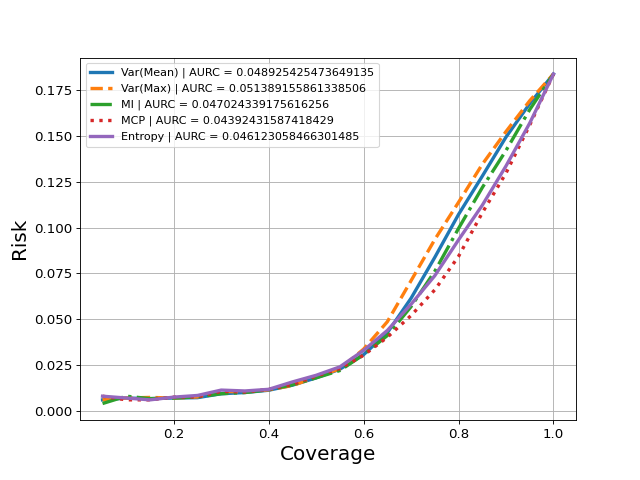 Var(Mean) | AURC = 0.048925425473649135
Var(Max) | AURC = 0.051389155861338506
MI | AURC = 0.047024339175616256
MCP | AURC = 0.04392431587418429
Entropy | AURC = 0.046123058466301485
0.175
0.150
0.125
0.100
0.075
0.050
0.025
0.000
Risk
0.2 0.4 0.6 0.8 1.0
Coverage